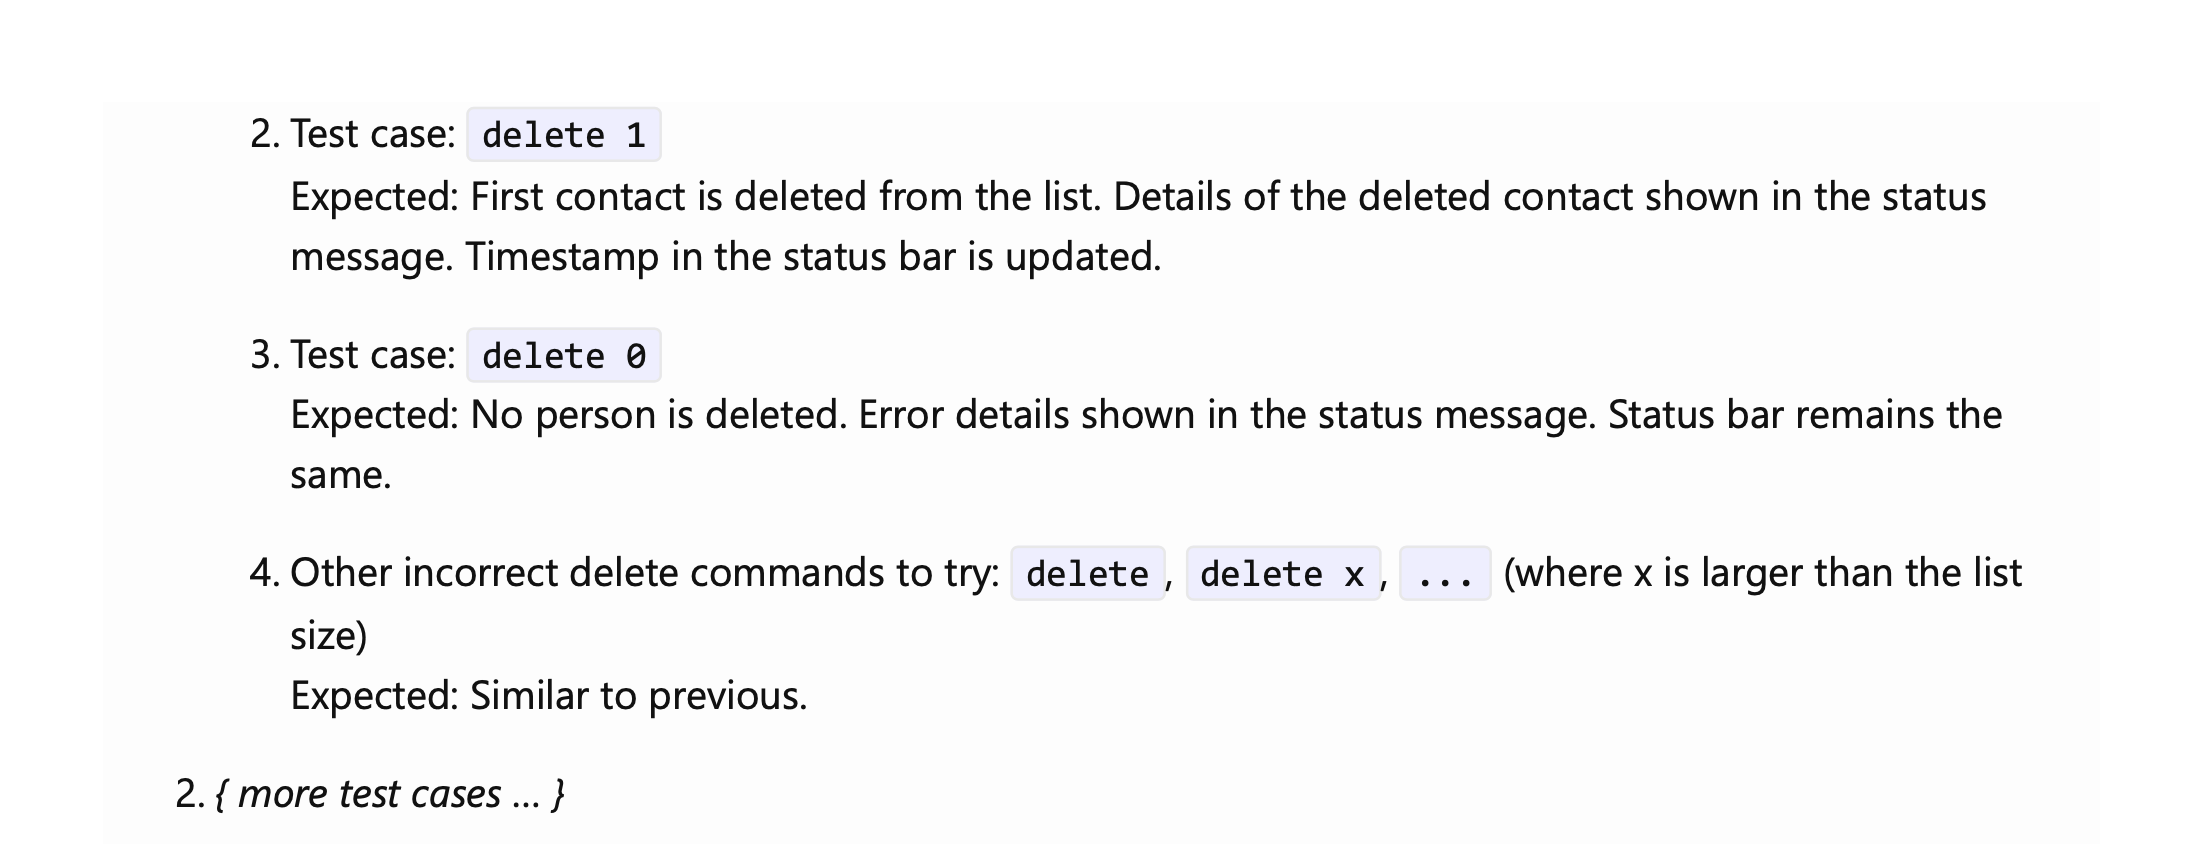 2. Test case: delete 1
Expected: First contact is deleted from the list. Details of the deleted contact shown in the status
message. Timestamp in the status bar is updated.
3. Test case: delete 0
Expected: No person is deleted. Error details shown in the status message. Status bar remains the
same.
4. Other incorrect delete commands to try: delete, delete x, ... (where x is larger than the list
size)
Expected: Similar to previous.
2. { more test cases … }